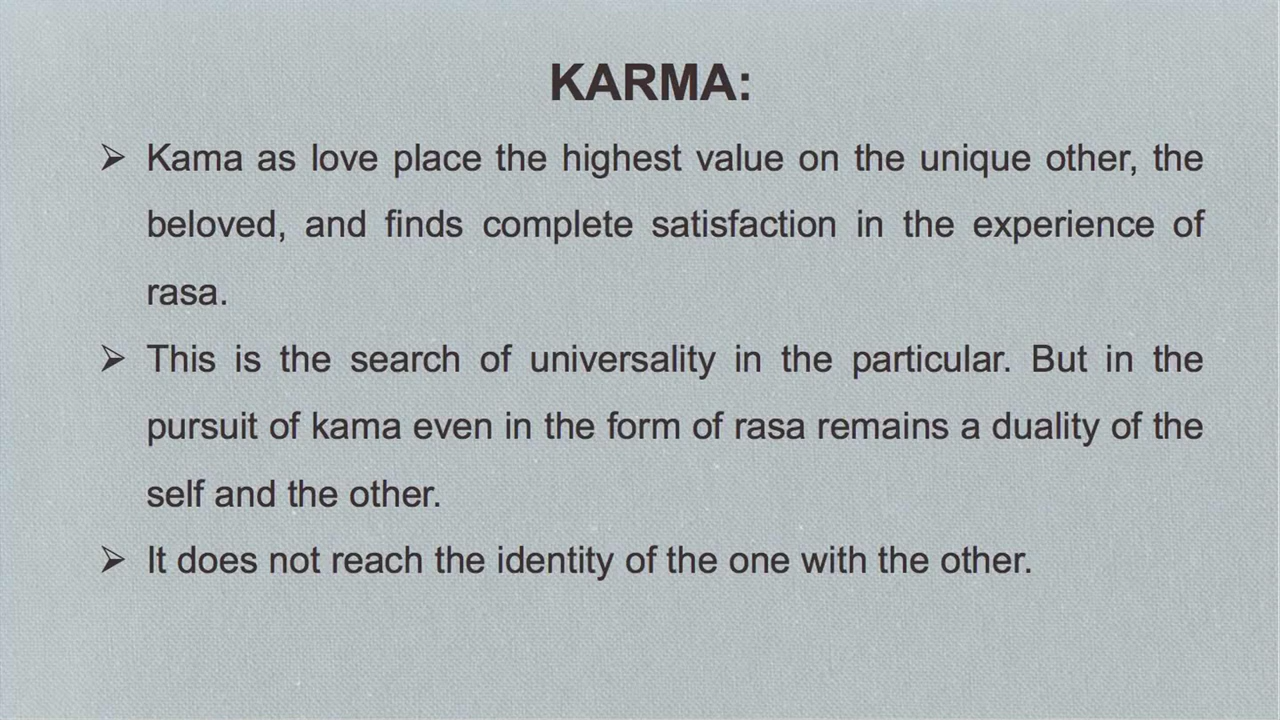 KARMA:
➢ Kama as love place the highest value on the unique other, the
beloved, and finds complete satisfaction in the experience of
rasa.
➢ This is the search of universality in the particular. But in the
pursuit of kama even in the form of rasa remains a duality of the
self and the other.
➢ It does not reach the identity of the one with the other.